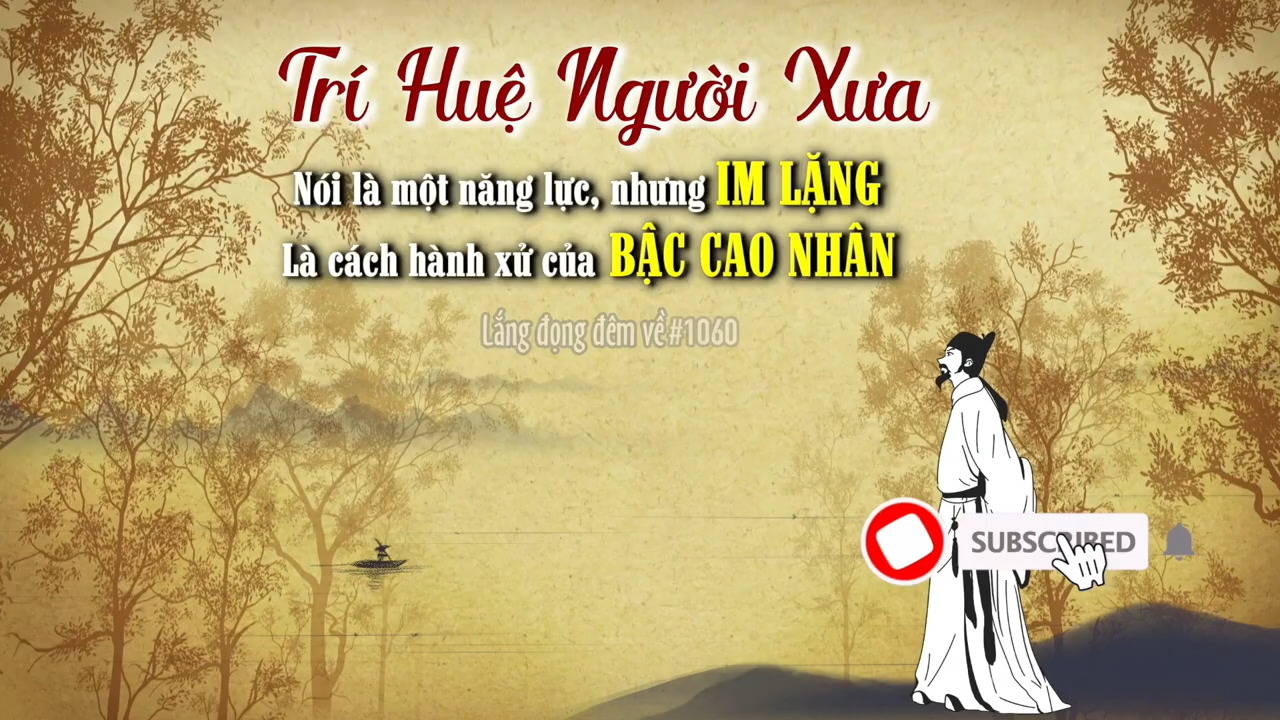 Trí Huệ Người Xưa
Nói là một năng lực, nhưng IM LẶNG
Là cách hành xử của BẬC CAO NHÂN
Lắng đọng đêm về #1060
SUBSCRIBED